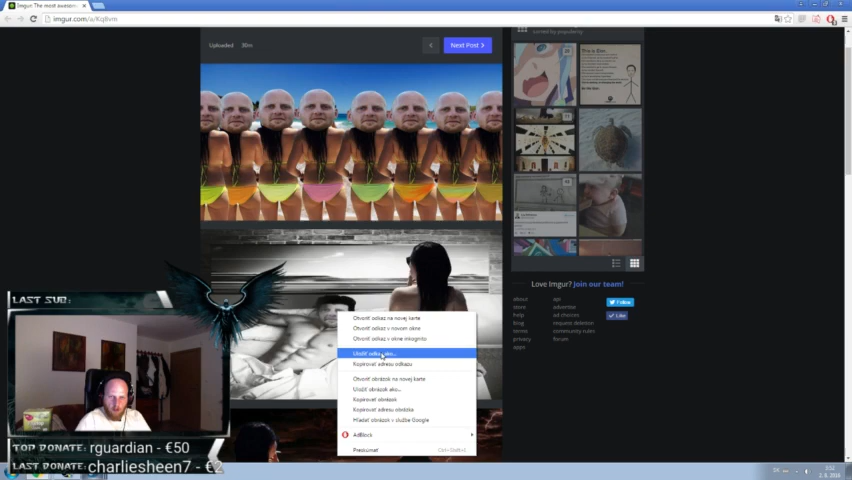 Imgur: The most awesome
imgur.com/a/Kq8vm
Uploaded 30m
Next Post
sorted by popularity
Love Imgur? Join our team!
about
store
help
blog
terms
privacy
apps
api
advertise
ad choices
request deletion
community rules
forum
Follow
Like
Otvoriť odkaz na novej karte
Otvoriť odkaz v novom okne
Otvoriť odkaz v okne inkognito
Uložiť odkaz ako...
Kopírovať adresu odkazu
Otvoriť obrázok na novej karte
Uložiť obrázok ako...
Kopírovať obrázok
Kopírovať adresu obrázka
Hľadať obrázok v službe Google
AdBlock
Preskúmať
LAST SUB:
TOP DONATE: rguardian - €50
LAST DONATE: charliesheen7 - €2